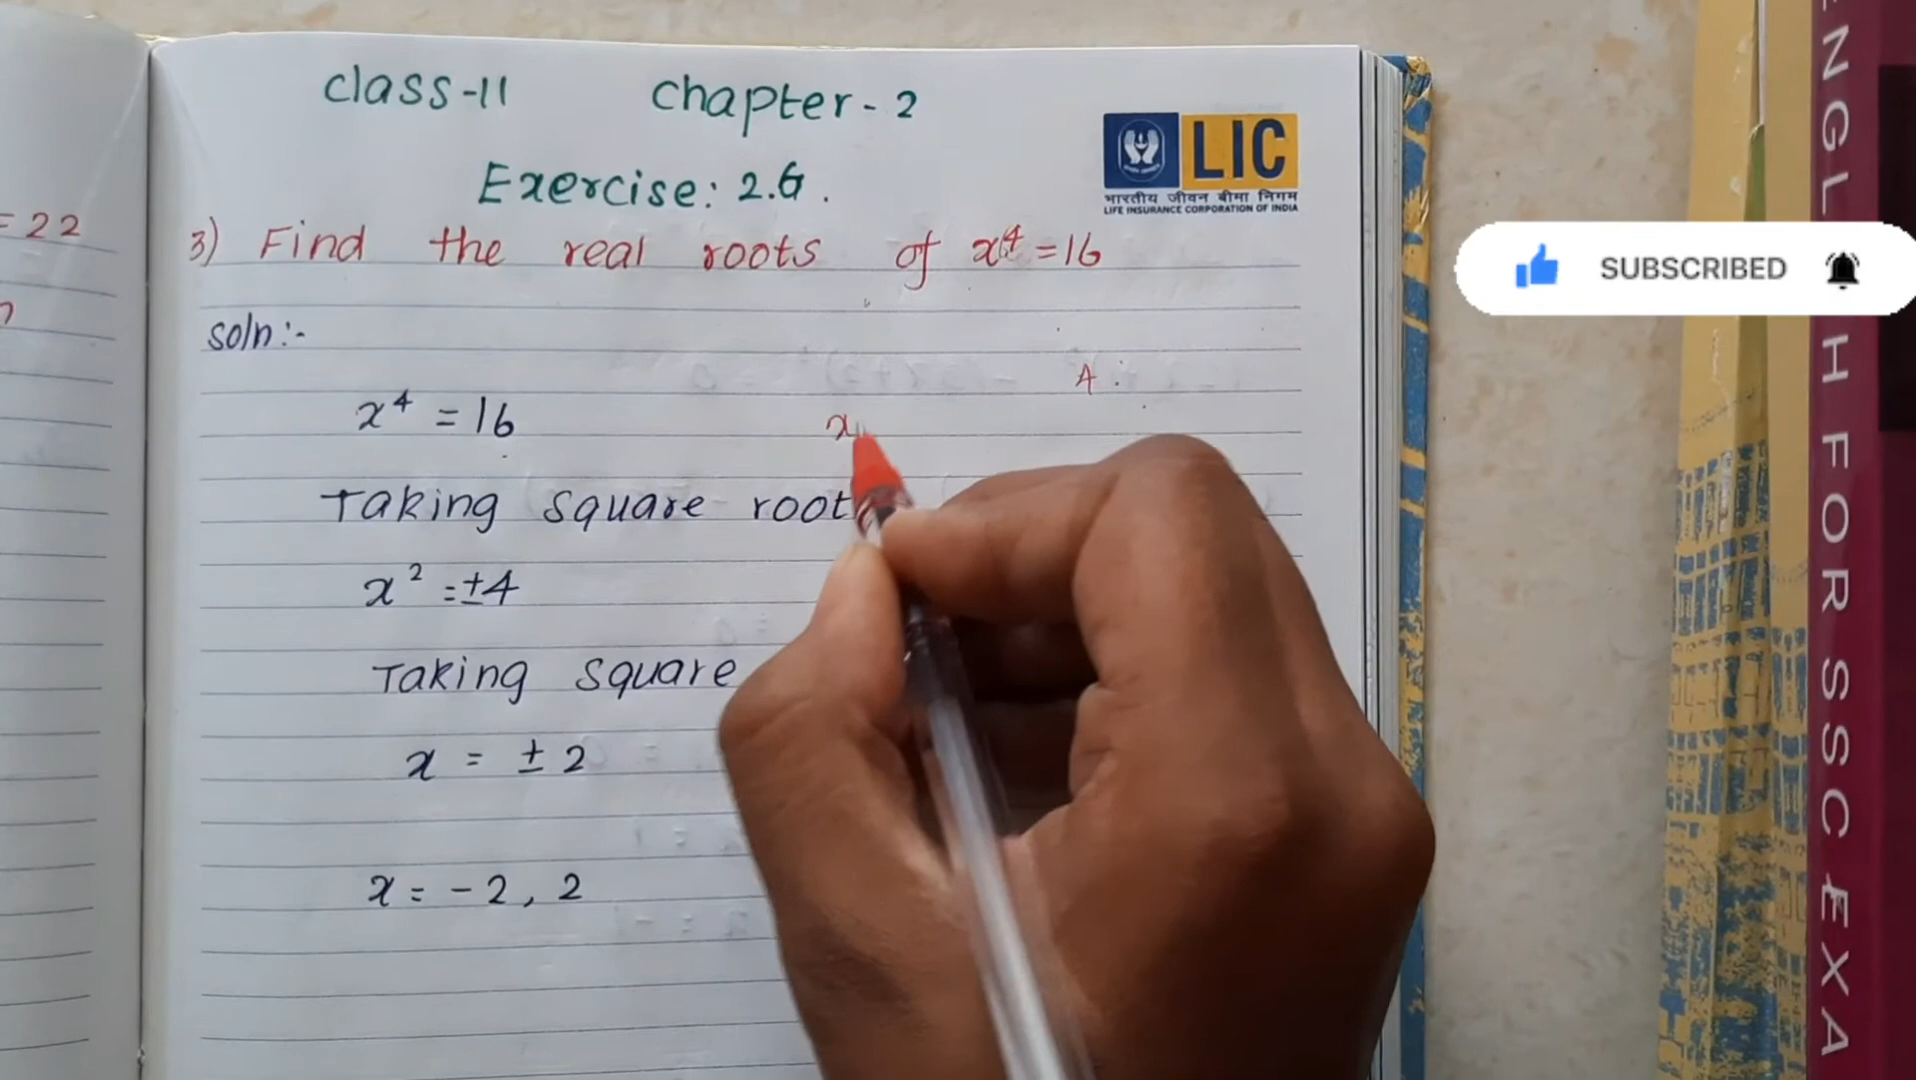 class-11 chapter-2
Exercise: 2.6.
LIC
भारतीय जीवन बीमा निगम
LIFE INSURANCE CORPORATION OF INDIA
= 22
3) Find the real roots of x⁴ = 16
SUBSCRIBED
soln :-
4
x⁴ = 16
x
Taking square root
x² = ±4
Taking square
x = ± 2
x = -2, 2
ENGLISH FOR SSC EXA